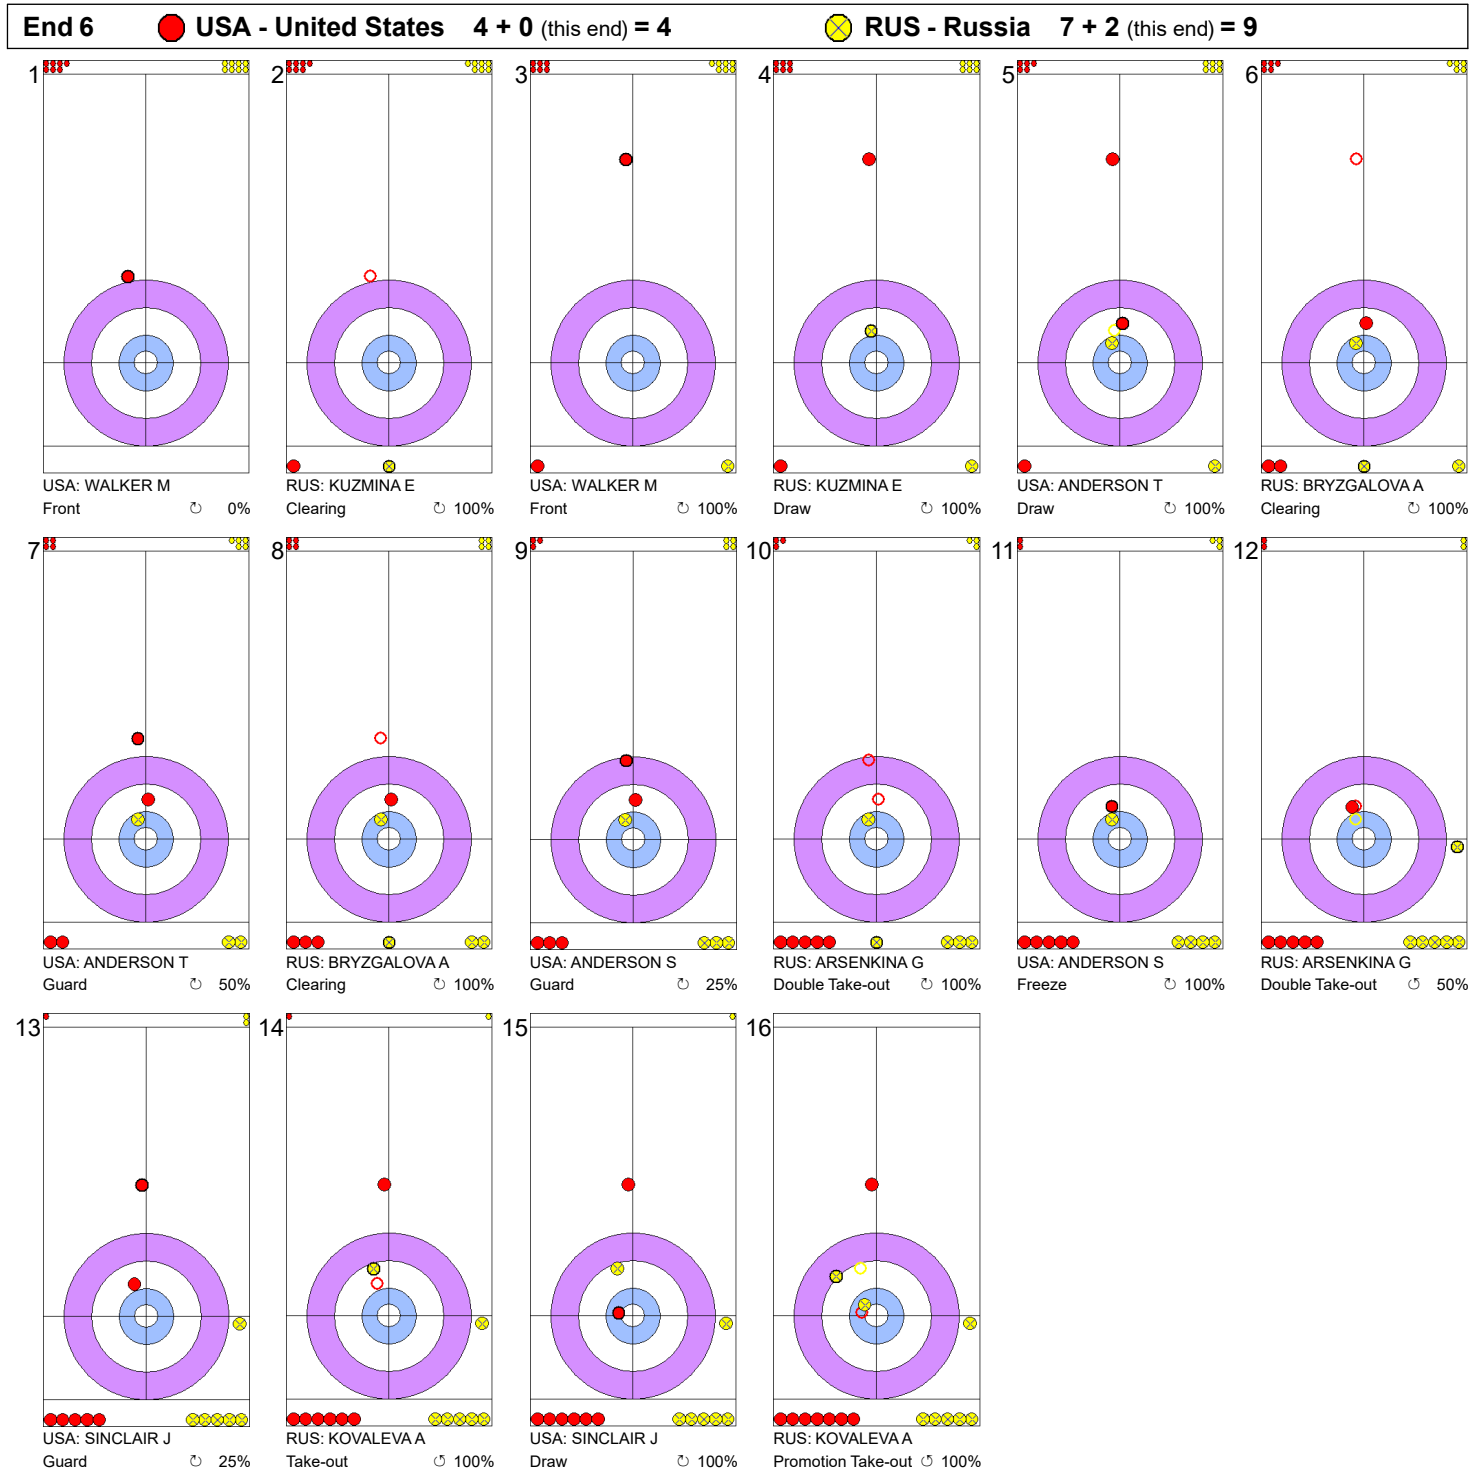 End 6 USA - United States 4 + 0 (this end) = 4 RUS - Russia 7 + 2 (this end) = 9
1 2 3 4 5 6
USA: WALKER M RUS: KUZMINA E USA: WALKER M RUS: KUZMINA E USA: ANDERSON T RUS: BRYZGALOVA A
Front ↻ 0% Clearing ↻ 100% Front ↻ 100% Draw ↻ 100% Draw ↻ 100% Clearing ↻ 100%
7 8 9 10 11 12
USA: ANDERSON T RUS: BRYZGALOVA A USA: ANDERSON S RUS: ARSENKINA G USA: ANDERSON S RUS: ARSENKINA G
Guard ↻ 50% Clearing ↻ 100% Guard ↻ 25% Double Take-out ↻ 100% Freeze ↻ 100% Double Take-out ↺ 50%
13 14 15 16
USA: SINCLAIR J RUS: KOVALEVA A USA: SINCLAIR J RUS: KOVALEVA A
Guard ↻ 25% Take-out ↺ 100% Draw ↻ 100% Promotion Take-out ↺ 100%